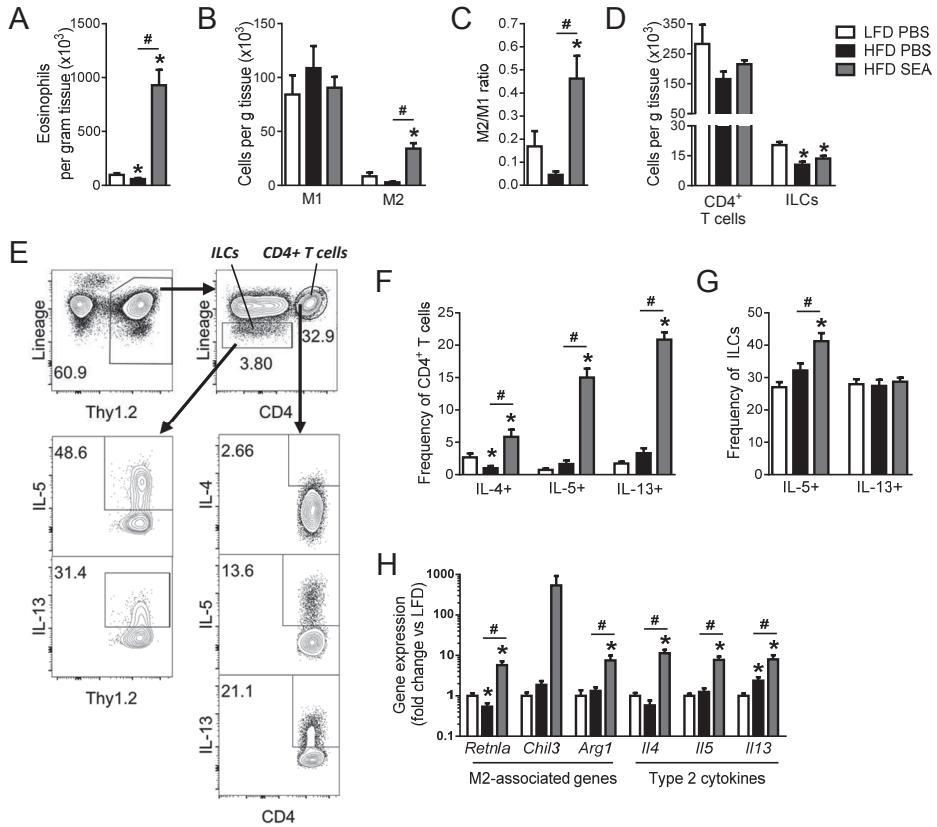 A
Eosinophils
per gram tissue (x10³)
1500
1000
500
0
#
*
*
B
Cells per g tissue (x10³)
150
100
50
0
#
*
M1
M2
C
M2/M1 ratio
0.7
0.6
0.5
0.4
0.3
0.2
0.1
0.0
#
*
D
Cells per g tissue (x10³)
350
250
150
50
30
15
0
* *
CD4⁺
T cells
ILCs
LFD PBS
HFD PBS
HFD SEA
E
ILCs
CD4+ T cells
Lineage
60.9
Thy1.2
Lineage
32.9
3.80
CD4
48.6
IL-5
31.4
IL-13
Thy1.2
2.66
IL-4
13.6
IL-5
21.1
IL-13
CD4
F
Frequency of CD4⁺ T cells
25
20
15
10
5
0
# # #
* * * *
IL-4+
IL-5+
IL-13+
G
Frequency of ILCs
50
40
30
20
10
0
#
*
IL-5+
IL-13+
H
Gene expression
(fold change vs LFD)
1000
100
10
1
0.1
# # # # #
* * * * * * *
Retnla
Chil3
Arg1
Il4
Il5
Il13
M2-associated genes
Type 2 cytokines